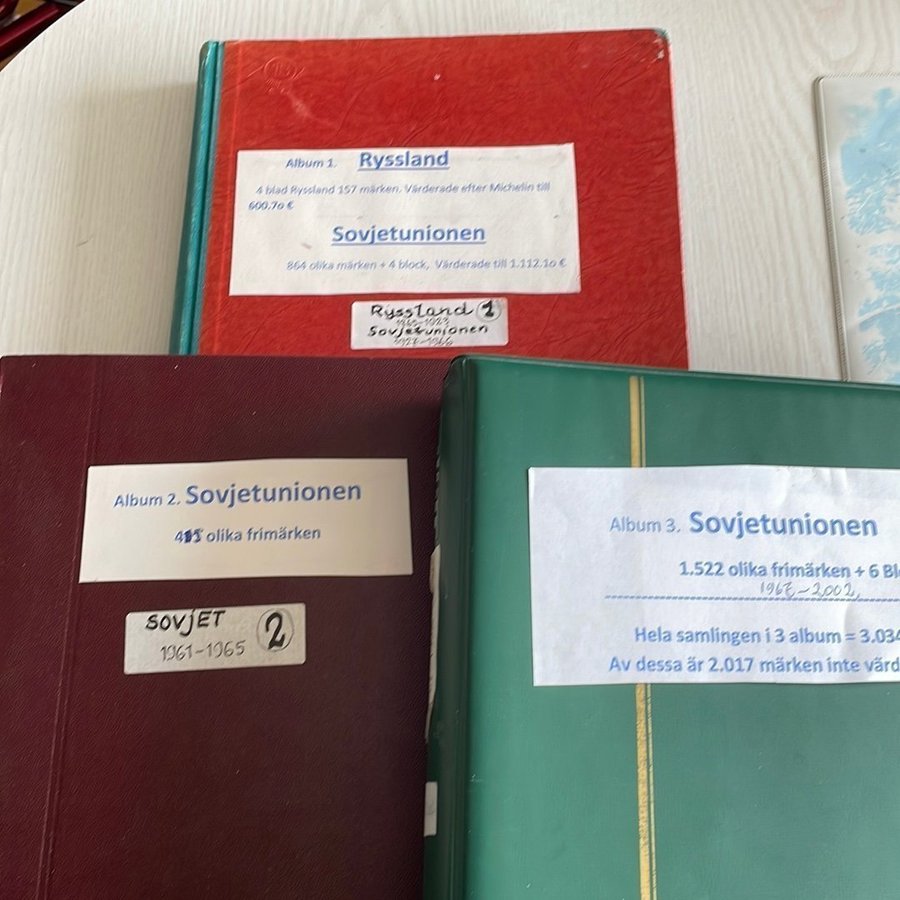 Album 1. Ryssland
4 blad Ryssland 157 märken. Värderade efter Michelin till
600.7o €
Sovjetunionen
864 olika märken + 4 block, Värderade till 1.112.1o €
Ryssland 1
Sovjetunionen
Album 2. Sovjetunionen
olika frimärken
SOVJET 2
1961-1965
Album 3. Sovjetunionen
1.522 olika frimärken + 6 Bl
-2002
Hela samlingen i 3 album = 3.034
Av dessa är 2.017 märken inte värd